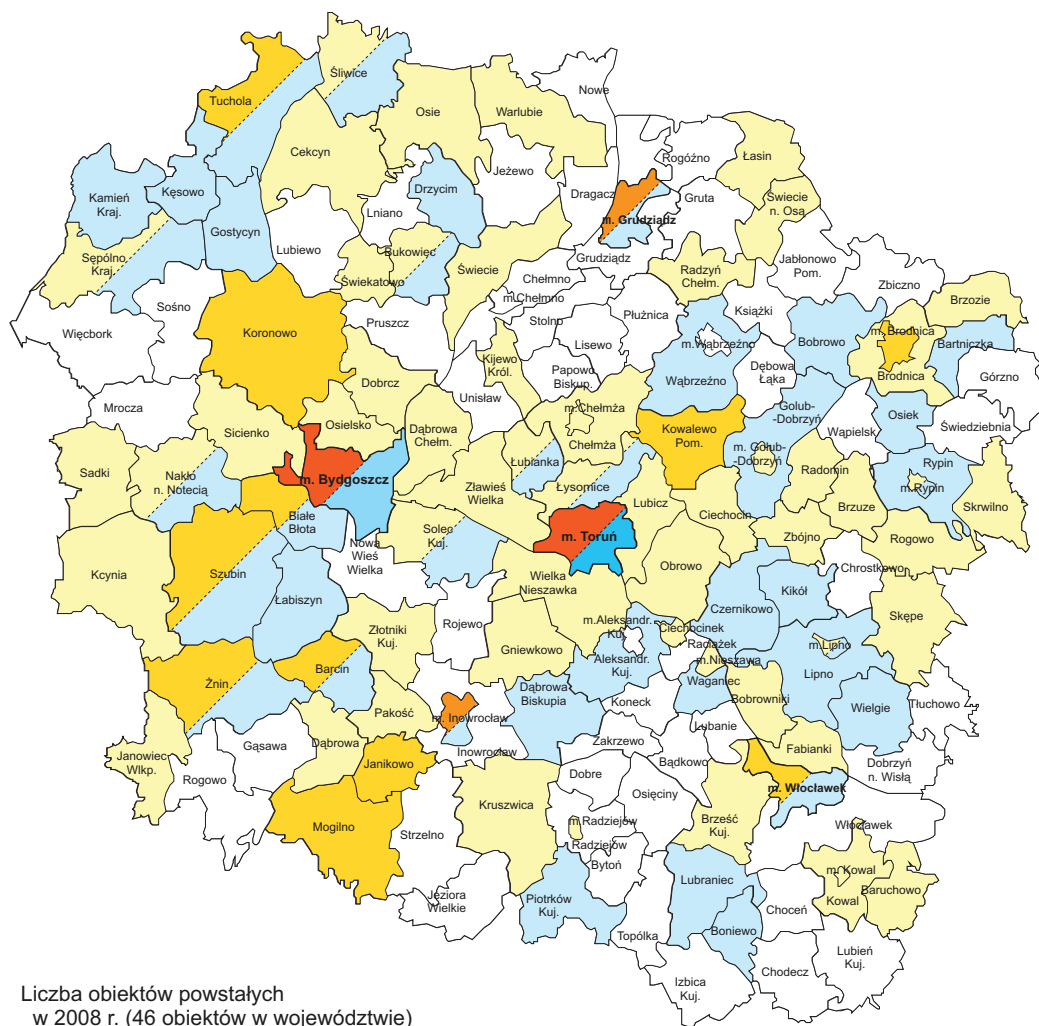 Nowe
Śliwice
Tuchola
Osie
Warlubie
Cekcyn
Rogóźno
Łasin
Jeżewo
Drzycim
Dragacz
Kamień
Kraj.
Kęsowo
Lniano
Gruta
Świecie
n. Osą
m. Grudziądz
Gostycyn
Lubiewo
Bukowiec
Świecie
Grudziądz
Sępólno
Kraj.
Świekatowo
Radzyń
Chełm.
Jabłonowo
Pom.
Chełmno
m.Chełmno
Zbiczno
Brzozie
Sośno
Więcbork
Koronowo
Pruszcz
Stolno
Płużnica
Książki
m. Brodnica
Bartniczka
Lisewo
m.Wąbrzeźno
Bobrowo
Kijewo
Król.
Papowo
Biskup.
Wąbrzeźno
Dębowa
Łąka
Brodnica
Górzno
Dobrcz
Unisław
Mrocza
m.Chełmża
Golub-
-Dobrzyń
Osiek
Sicienko
Osielsko
Dąbrowa
Chełm.
Kowalewo
Pom.
Wąpielsk
Świedziebnia
Chełmża
m. Golub-
-Dobrzyń
Sadki
Nakło
n. Notecią
m. Bydgoszcz
Łubianka
Łysomice
Radomin
Rypin
m.Rypin
Zławieś
Wielka
Lubicz
Ciechocin
Brzuze
Skrwilno
Białe
Błota
Solec
Kuj.
m. Toruń
Zbójno
Rogowo
Nowa
Wieś
Wielka
Kcynia
Szubin
Wielka
Nieszawka
Obrowo
Chrostkowo
Łabiszyn
Czernikowo
Kikół
Złotniki
Kuj.
Rojewo
m.Aleksandr.
Kuj.
Ciechocinek
Skępe
Gniewkowo
Raciążek
m.Lipno
Żnin
Barcin
Aleksandr.
Kuj.
m.Nieszawa
Lipno
Dąbrowa
Biskupia
Waganiec
Bobrowniki
Wielgie
Tłuchowo
Pakość
m. Inowrocław
Koneck
Lubanie
Janowiec
Wlkp.
Gąsawa
Dąbrowa
Inowrocław
Zakrzewo
Fabianki
Rogowo
Janikowo
Bądkowo
Dobrzyń
n. Wisłą
Dobre
m. Włocławek
Kruszwica
Osięciny
Mogilno
Strzelno
m.Radziejów
Brześć
Kuj.
Włocławek
Radziejów
Bytoń
m. Kowal
Baruchowo
Jeziora
Wielkie
Piotrków
Kuj.
Lubraniec
Kowal
Choceń
Boniewo
Topólka
Lubień
Kuj.
Izbica
Kuj.
Chodecz
Liczba obiektów powstałych
w 2008 r. (46 obiektów w województwie)